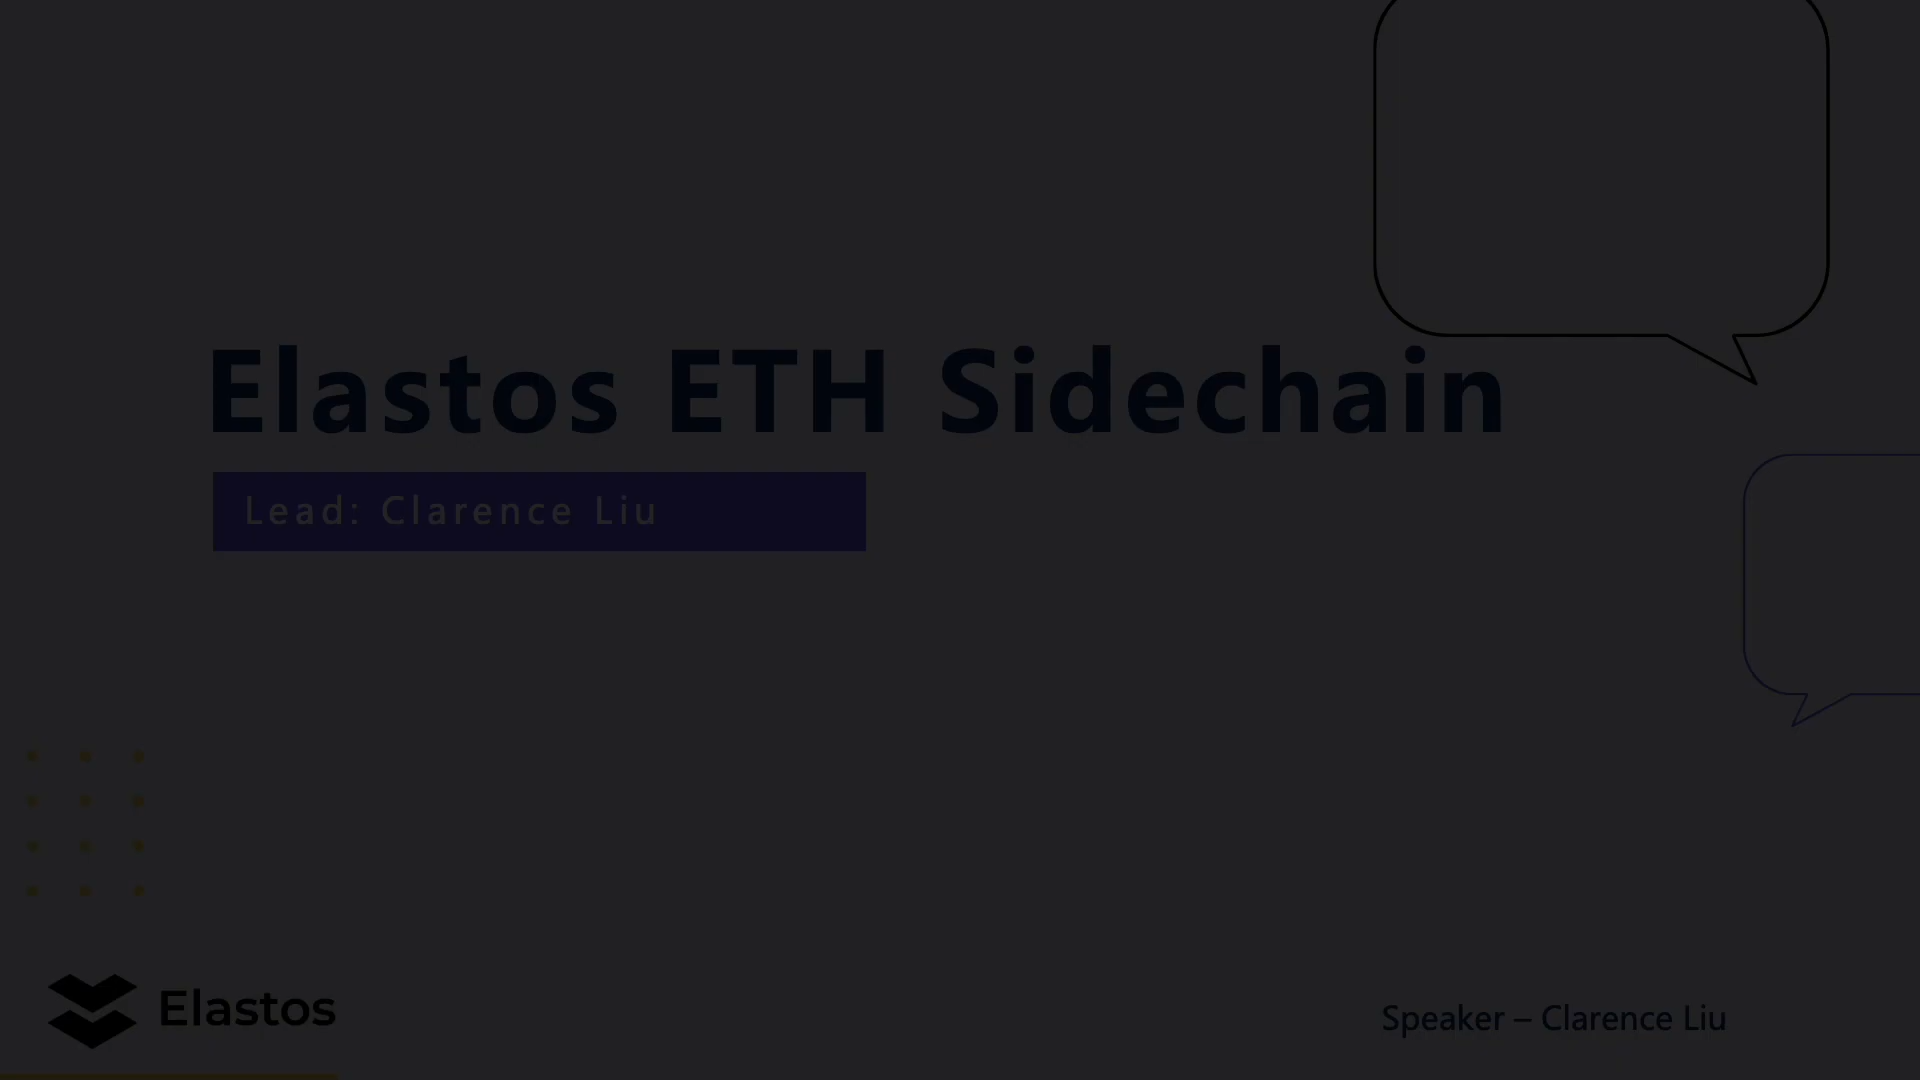 Elastos ETH Sidechain
Lead: Clarence Liu
Elastos
Speaker – Clarence Liu